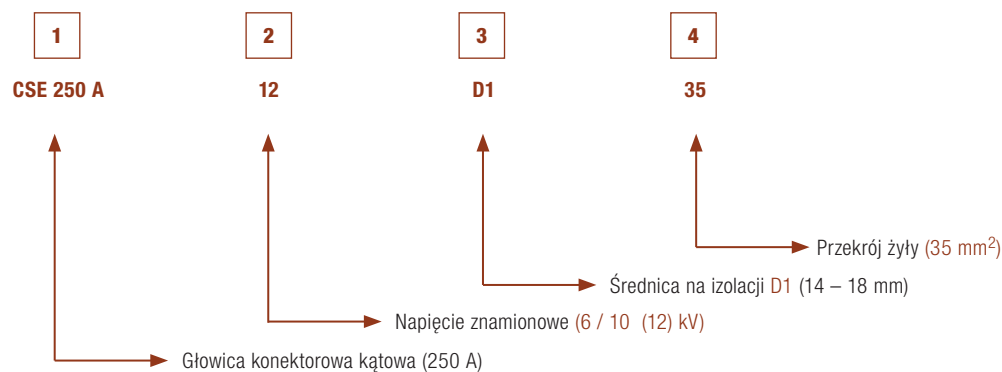 1 2 3 4
CSE 250 A 12 D1 35
Przekrój żyły (35 mm²)
Średnica na izolacji D1 (14 – 18 mm)
Napięcie znamionowe (6 / 10 (12) kV)
Głowica konektorowa kątowa (250 A)